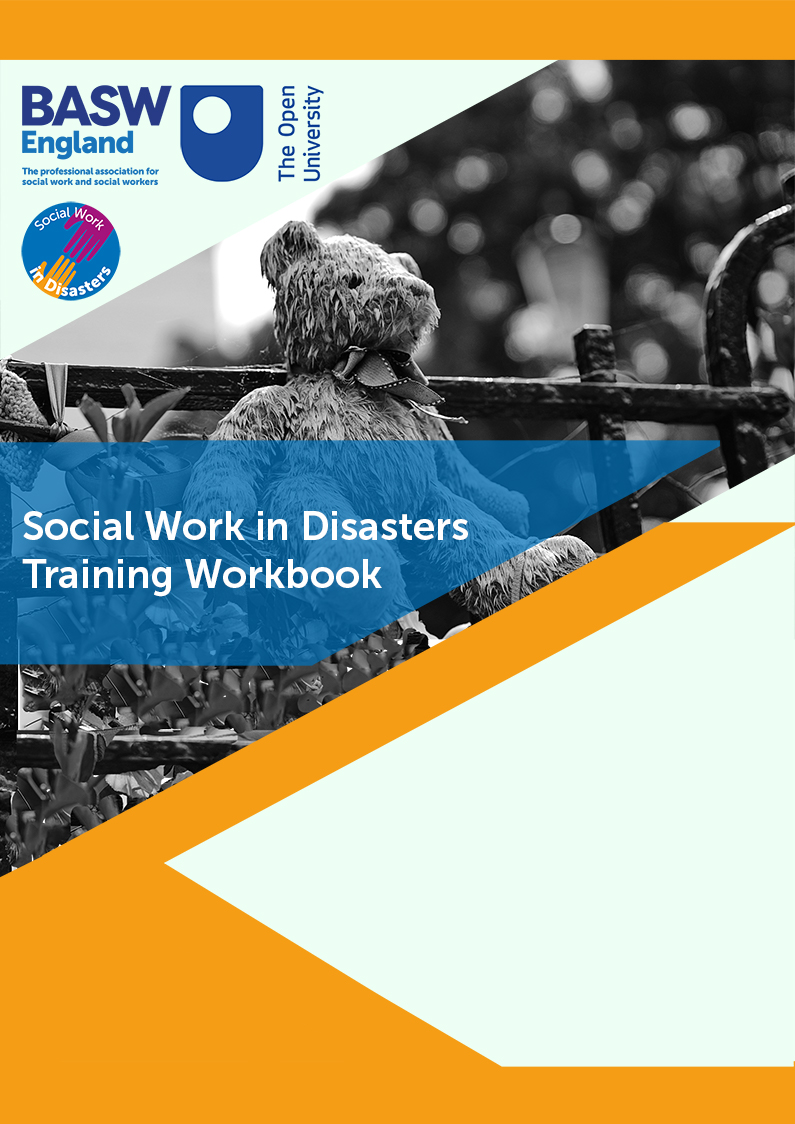 BASW
England
The professional association for
social work and social workers
The Open
University
Social Work
in Disasters
Social Work in Disasters
Training Workbook